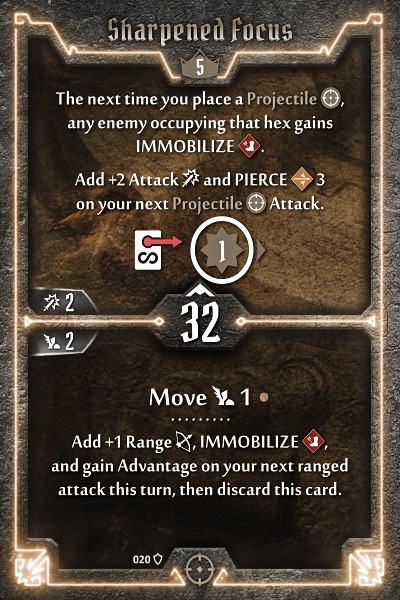 Sharpened Focus
5
The next time you place a Projectile,
any enemy occupying that hex gains
IMMOBILIZE.
Add +2 Attack and PIERCE 3
on your next Projectile Attack.
1
2
32
2
Move 1
Add +1 Range, IMMOBILIZE,
and gain Advantage on your next ranged
attack this turn, then discard this card.
020